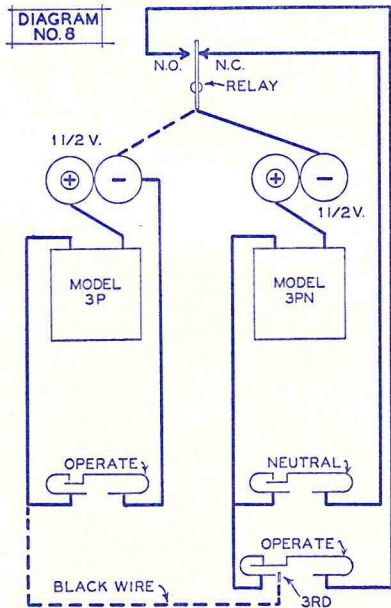 DIAGRAM
NO. 8
N.O.
N.C.
RELAY
1 1/2 V.
+
-
+
-
1 1/2 V.
MODEL
3P
MODEL
3PN
OPERATE
NEUTRAL
OPERATE
BLACK WIRE
3RD